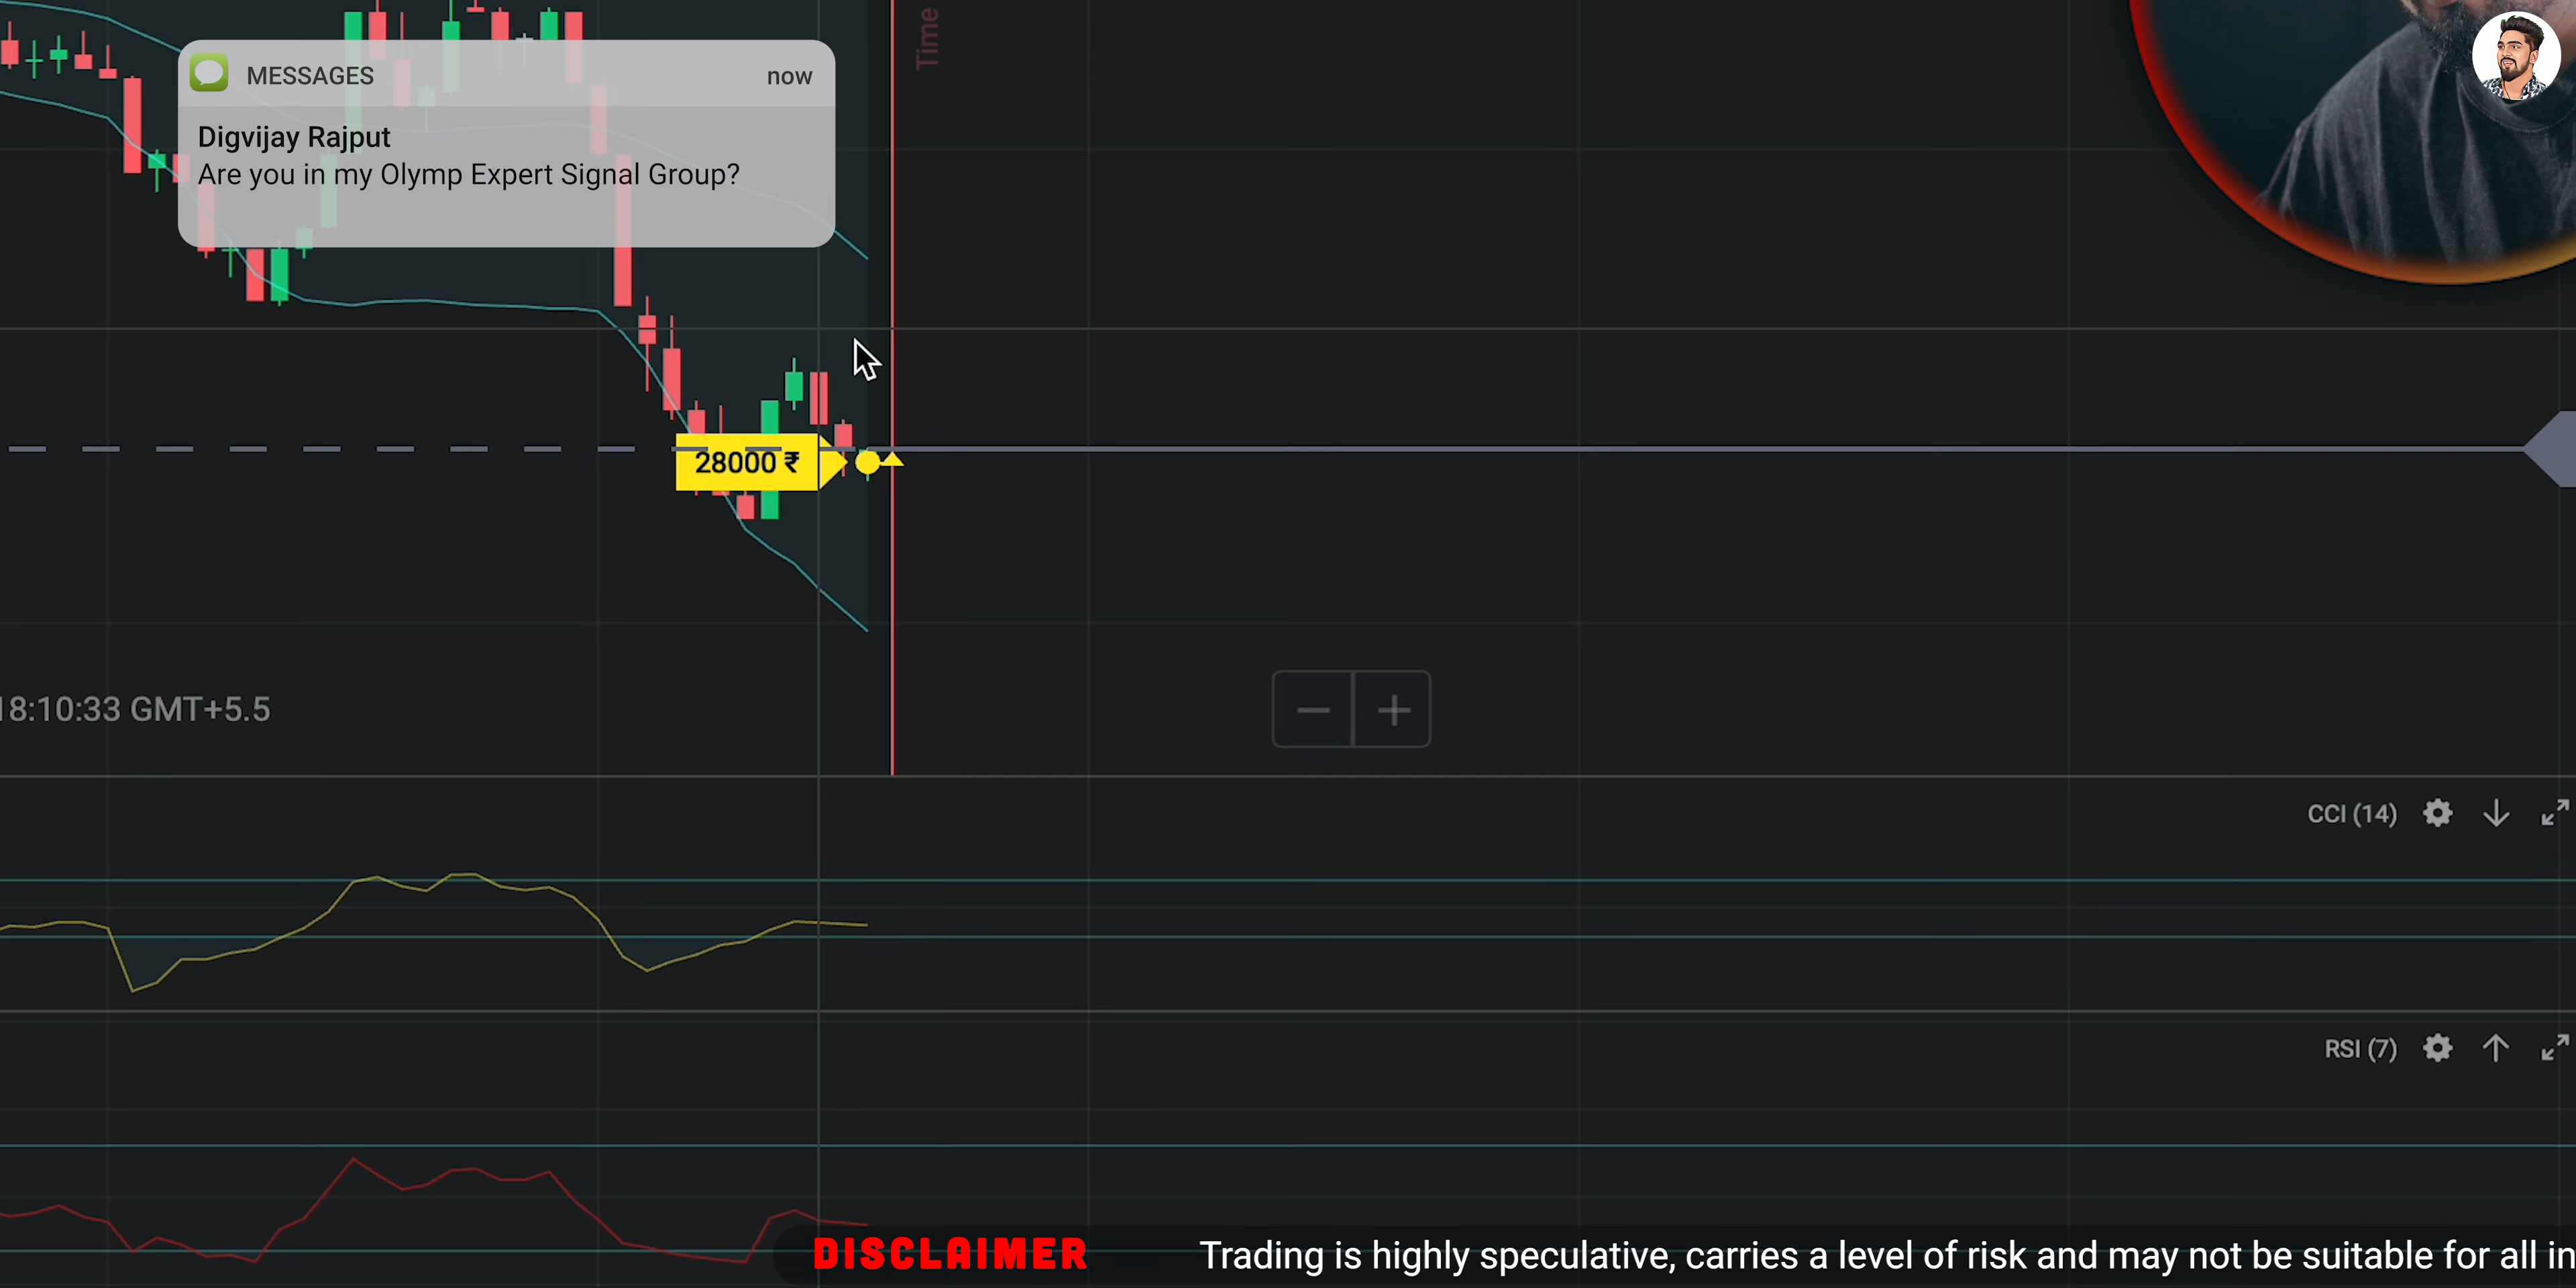 Time
MESSAGES now
Digvijay Rajput
Are you in my Olymp Expert Signal Group?
28000 ₹
18:10:33 GMT+5.5
CCI (14)
RSI (7)
DISCLAIMER Trading is highly speculative, carries a level of risk and may not be suitable for all in